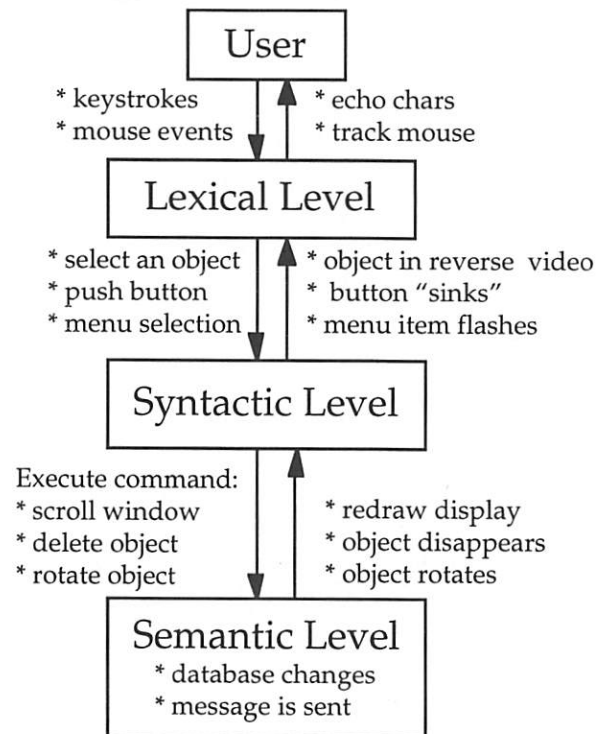 User
* keystrokes
* mouse events
* echo chars
* track mouse
Lexical Level
* select an object
* push button
* menu selection
* object in reverse video
* button “sinks”
* menu item flashes
Syntactic Level
Execute command:
* scroll window
* delete object
* rotate object
* redraw display
* object disappears
* object rotates
Semantic Level
* database changes
* message is sent